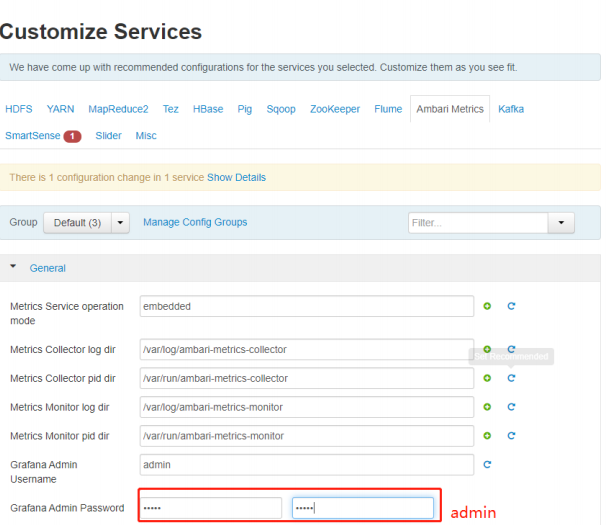 Customize Services
We have come up with recommended configurations for the services you selected. Customize them as you see fit.
HDFS YARN MapReduce2 Tez HBase Pig Sqoop ZooKeeper Flume Ambari Metrics Kafka
SmartSense 1 Slider Misc
There is 1 configuration change in 1 service Show Details
Group Default (3) Manage Config Groups Filter...
General
Metrics Service operation mode embedded
Metrics Collector log dir /var/log/ambari-metrics-collector
Set Recommended
Metrics Collector pid dir /var/run/ambari-metrics-collector
Metrics Monitor log dir /var/log/ambari-metrics-monitor
Metrics Monitor pid dir /var/run/ambari-metrics-monitor
Grafana Admin Username admin
Grafana Admin Password ••••• ••••• admin